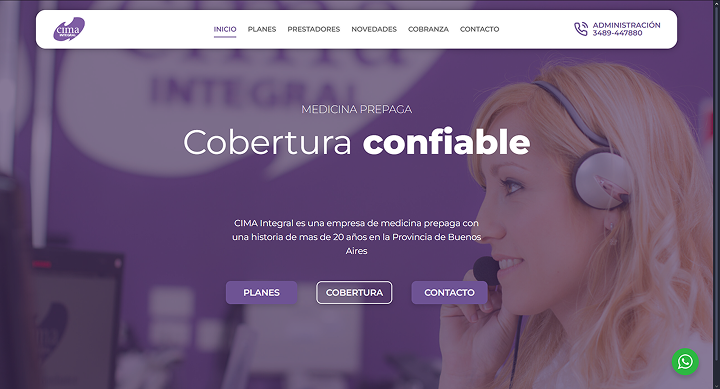 cima
INTEGRAL
INICIO PLANES PRESTADORES NOVEDADES COBRANZA CONTACTO
ADMINISTRACIÓN
3489-447880
INTEGRAL
MEDICINA PREPAGA
Cobertura confiable
CIMA Integral es una empresa de medicina prepaga con
una historia de mas de 20 años en la Provincia de Buenos
Aires
PLANES COBERTURA CONTACTO